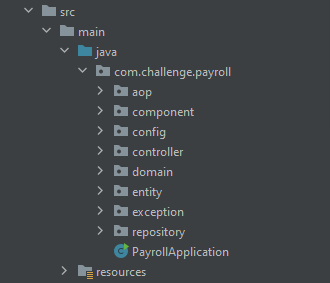 src
main
java
com.challenge.payroll
aop
component
config
controller
domain
entity
exception
repository
PayrollApplication
resources